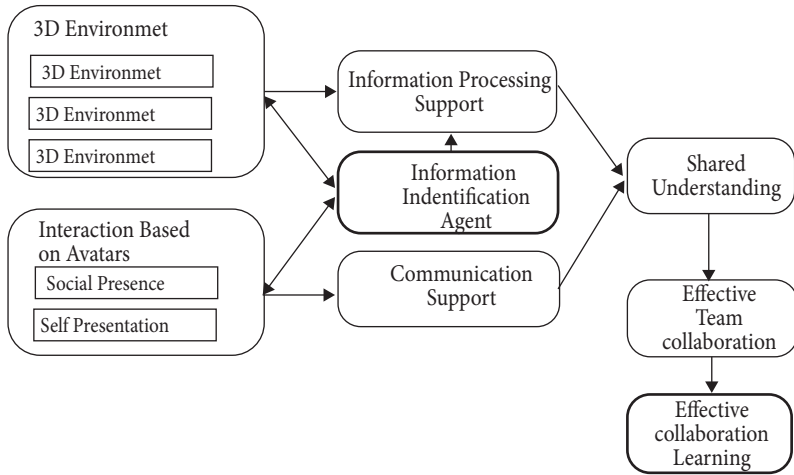 3D Environmet
3D Environmet
3D Environmet
3D Environmet
Interaction Based
on Avatars
Social Presence
Self Presentation
Information Processing
Support
Information
Indentification
Agent
Communication
Support
Shared
Understanding
Effective
Team
collaboration
Effective
collaboration
Learning